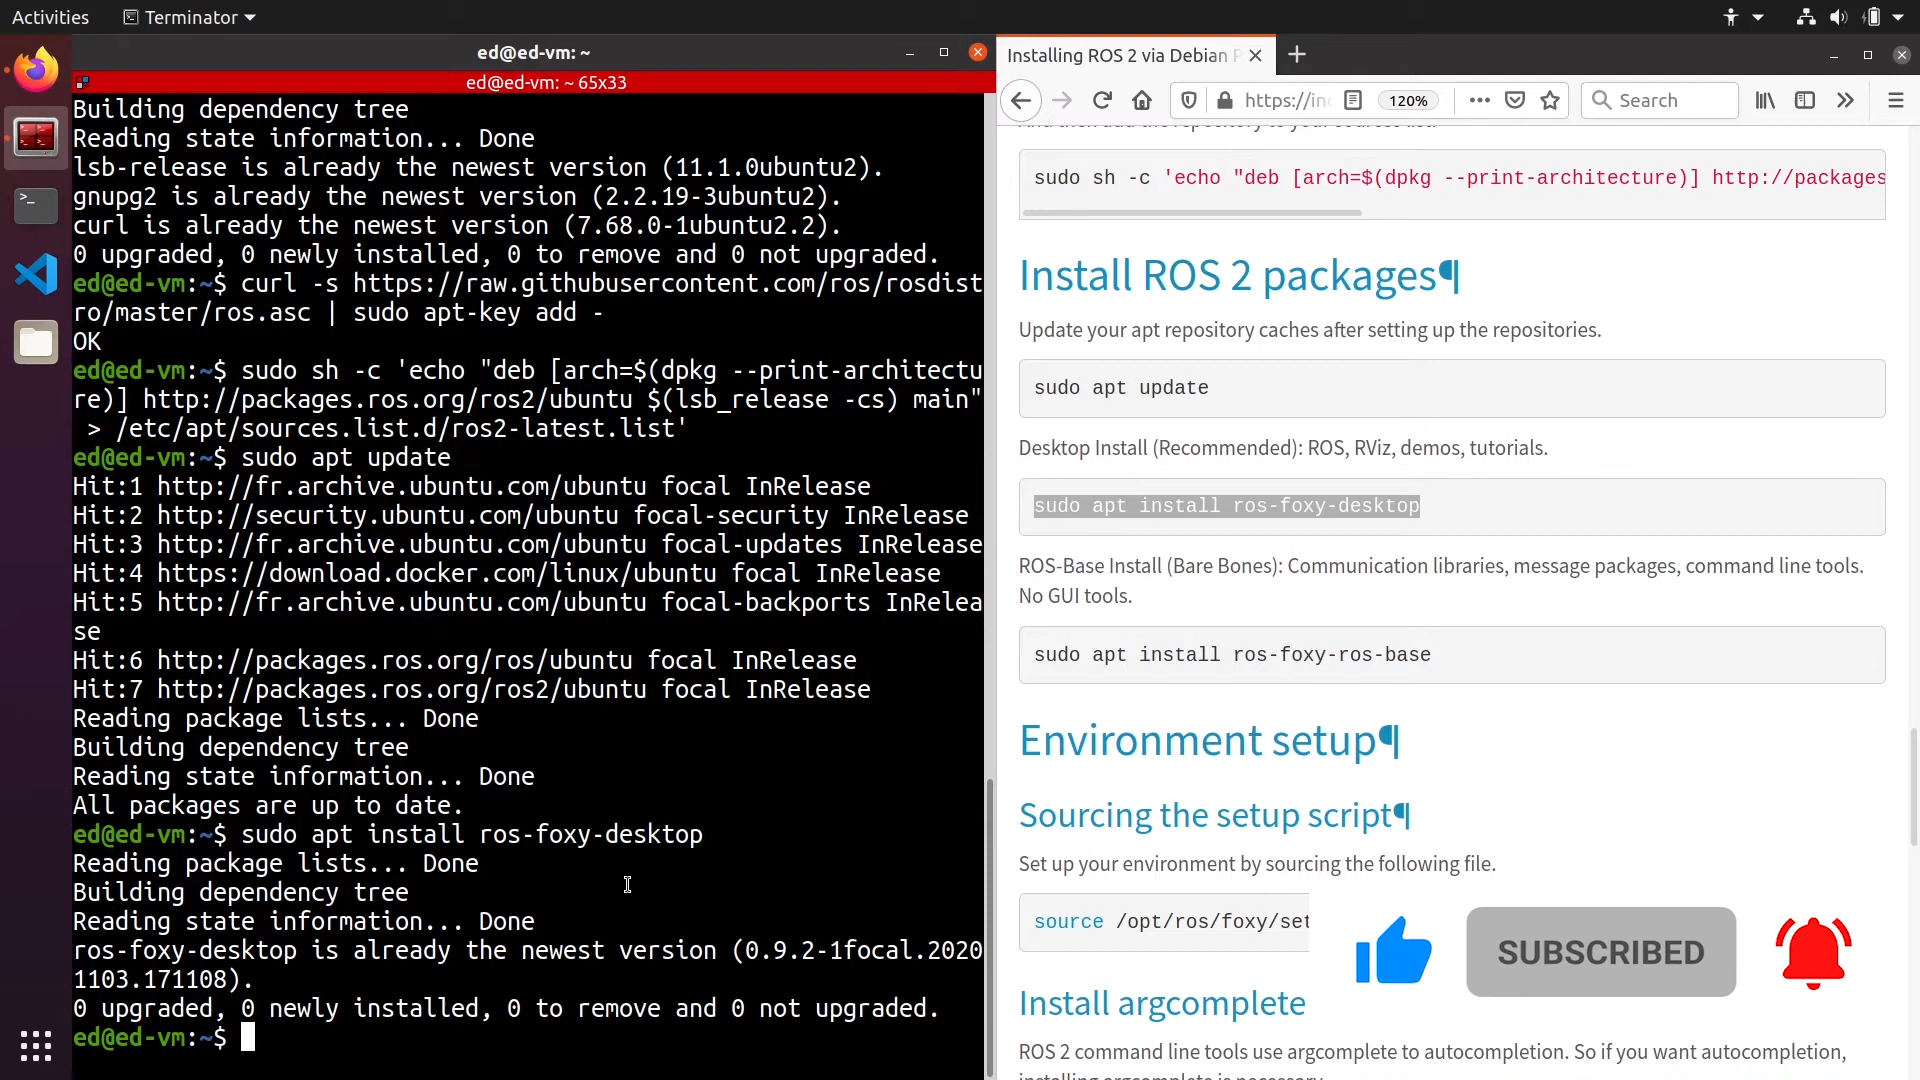 Activities
Terminator
ed@ed-vm: ~
ed@ed-vm: ~ 65x33
Building dependency tree
Reading state information... Done
lsb-release is already the newest version (11.1.0ubuntu2).
gnupg2 is already the newest version (2.2.19-3ubuntu2).
curl is already the newest version (7.68.0-1ubuntu2.2).
0 upgraded, 0 newly installed, 0 to remove and 0 not upgraded.
ed@ed-vm:~$ curl -s https://raw.githubusercontent.com/ros/rosdist
ro/master/ros.asc | sudo apt-key add -
OK
ed@ed-vm:~$ sudo sh -c 'echo "deb [arch=$(dpkg --print-architectu
re)] http://packages.ros.org/ros2/ubuntu $(lsb_release -cs) main"
> /etc/apt/sources.list.d/ros2-latest.list'
ed@ed-vm:~$ sudo apt update
Hit:1 http://fr.archive.ubuntu.com/ubuntu focal InRelease
Hit:2 http://security.ubuntu.com/ubuntu focal-security InRelease
Hit:3 http://fr.archive.ubuntu.com/ubuntu focal-updates InRelease
Hit:4 https://download.docker.com/linux/ubuntu focal InRelease
Hit:5 http://fr.archive.ubuntu.com/ubuntu focal-backports InRelea
se
Hit:6 http://packages.ros.org/ros/ubuntu focal InRelease
Hit:7 http://packages.ros.org/ros2/ubuntu focal InRelease
Reading package lists... Done
Building dependency tree
Reading state information... Done
All packages are up to date.
ed@ed-vm:~$ sudo apt install ros-foxy-desktop
Reading package lists... Done
Building dependency tree
Reading state information... Done
ros-foxy-desktop is already the newest version (0.9.2-1focal.2020
1103.171108).
0 upgraded, 0 newly installed, 0 to remove and 0 not upgraded.
ed@ed-vm:~$
Installing ROS 2 via Debian
https://in
120%
Search
sudo sh -c 'echo "deb [arch=$(dpkg --print-architecture)] http://packages
Install ROS 2 packages¶
Update your apt repository caches after setting up the repositories.
sudo apt update
Desktop Install (Recommended): ROS, RViz, demos, tutorials.
sudo apt install ros-foxy-desktop
ROS-Base Install (Bare Bones): Communication libraries, message packages, command line tools.
No GUI tools.
sudo apt install ros-foxy-ros-base
Environment setup¶
Sourcing the setup script¶
Set up your environment by sourcing the following file.
source /opt/ros/foxy/set
SUBSCRIBED
Install argcomplete
ROS 2 command line tools use argcomplete to autocompletion. So if you want autocompletion,